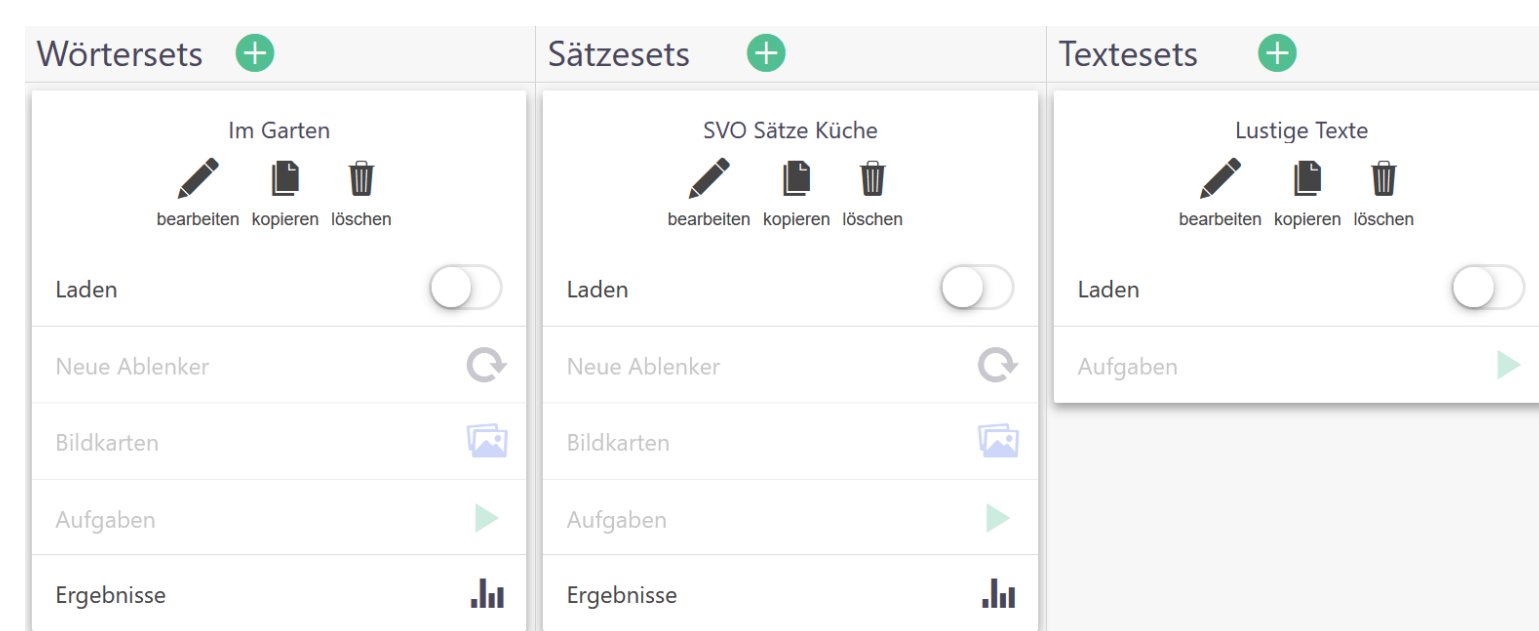 Wörtersets
Im Garten
bearbeiten kopieren löschen
Laden
Neue Ablenker
Bildkarten
Aufgaben
Ergebnisse
Sätzesets
SVO Sätze Küche
bearbeiten kopieren löschen
Laden
Neue Ablenker
Bildkarten
Aufgaben
Ergebnisse
Textesets
Lustige Texte
bearbeiten kopieren löschen
Laden
Aufgaben